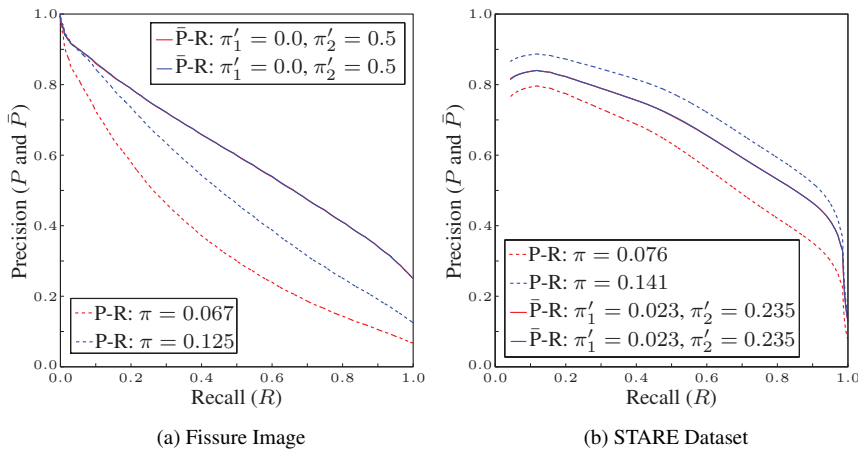 1.0
0.8
0.6
0.4
0.2
0.0
Precision (P and P̄)
P̄-R: π′₁ = 0.0, π′₂ = 0.5
P̄-R: π′₁ = 0.0, π′₂ = 0.5
P-R: π = 0.067
P-R: π = 0.125
0.0 0.2 0.4 0.6 0.8 1.0
Recall (R)
(a) Fissure Image
1.0
0.8
0.6
0.4
0.2
0.0
Precision (P and P̄)
P-R: π = 0.076
P-R: π = 0.141
P̄-R: π′₁ = 0.023, π′₂ = 0.235
P̄-R: π′₁ = 0.023, π′₂ = 0.235
0.0 0.2 0.4 0.6 0.8 1.0
Recall (R)
(b) STARE Dataset